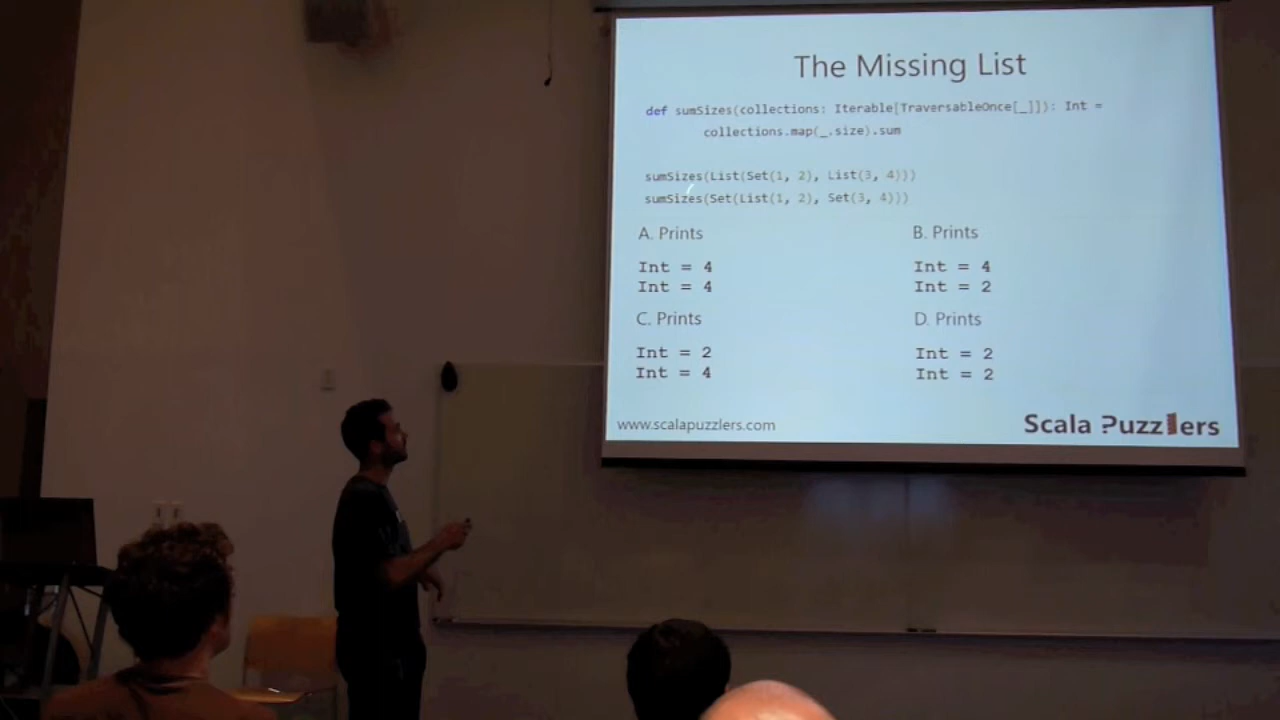 The Missing List
def sumSizes(collections: Iterable[TraversableOnce[_]]): Int =
collections.map(_.size).sum
sumSizes(List(Set(1, 2), List(3, 4)))
sumSizes(Set(List(1, 2), Set(3, 4)))
A. Prints
Int = 4
Int = 4
B. Prints
Int = 4
Int = 2
C. Prints
Int = 2
Int = 4
D. Prints
Int = 2
Int = 2
www.scalapuzzlers.com
Scala Puzzlers